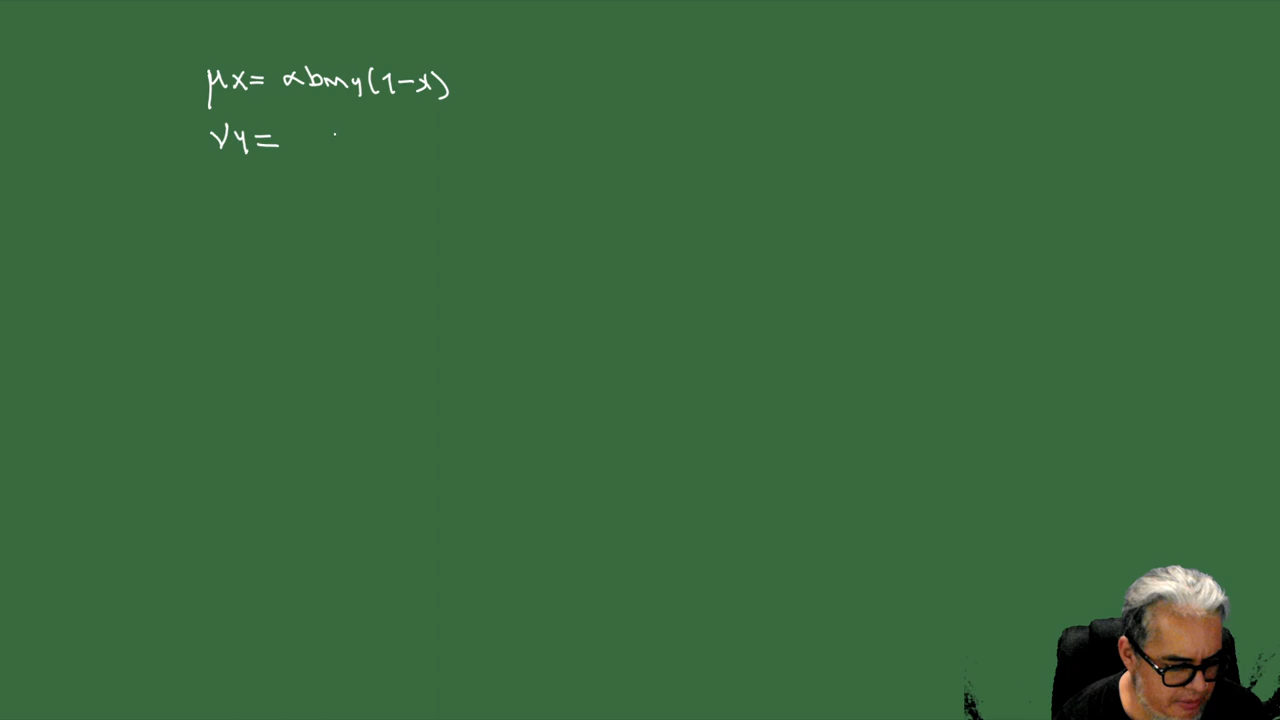 μx = αbmy(1-x)
νy =